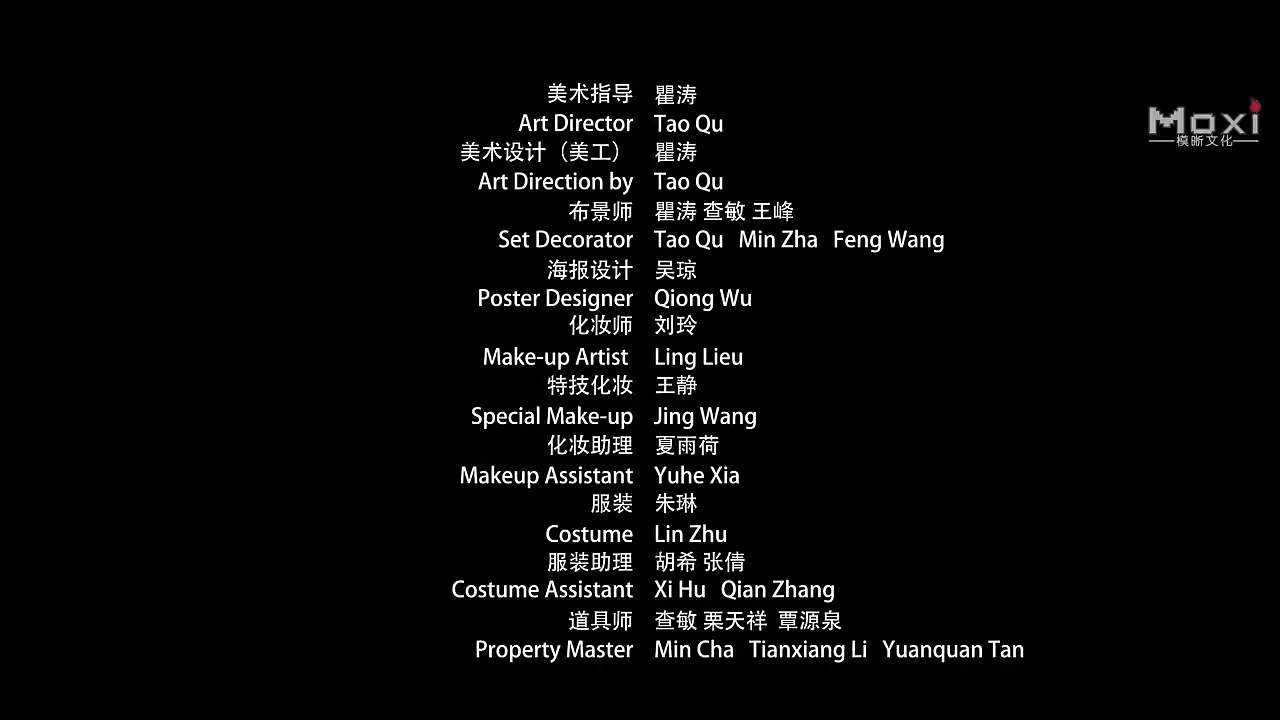 美术指导 瞿涛
Art Director Tao Qu
Moxi
美术设计（美工） 瞿涛
模晰文化
Art Direction by Tao Qu
布景师 瞿涛 查敏 王峰
Set Decorator Tao Qu Min Zha Feng Wang
海报设计 吴琼
Poster Designer Qiong Wu
化妆师 刘玲
Make-up Artist Ling Lieu
特技化妆 王静
Special Make-up Jing Wang
化妆助理 夏雨荷
Makeup Assistant Yuhe Xia
服装 朱琳
Costume Lin Zhu
服装助理 胡希 张倩
Costume Assistant Xi Hu Qian Zhang
道具师 查敏 栗天祥 覃源泉
Property Master Min Cha Tianxiang Li Yuanquan Tan